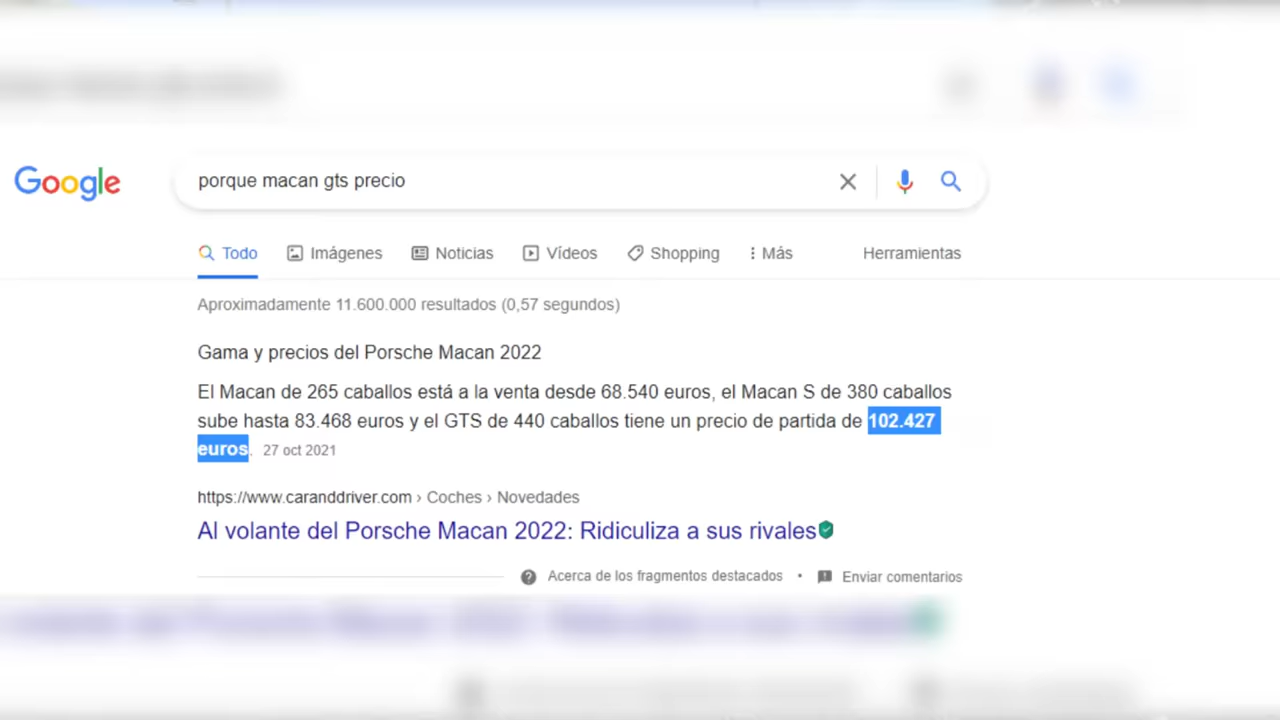 Google
porque macan gts precio
Todo Imágenes Noticias Vídeos Shopping Más Herramientas
Aproximadamente 11.600.000 resultados (0,57 segundos)
Gama y precios del Porsche Macan 2022
El Macan de 265 caballos está a la venta desde 68.540 euros, el Macan S de 380 caballos
sube hasta 83.468 euros y el GTS de 440 caballos tiene un precio de partida de 102.427
euros. 27 oct 2021
https://www.caranddriver.com › Coches › Novedades
Al volante del Porsche Macan 2022: Ridiculiza a sus rivales
Acerca de los fragmentos destacados • Enviar comentarios